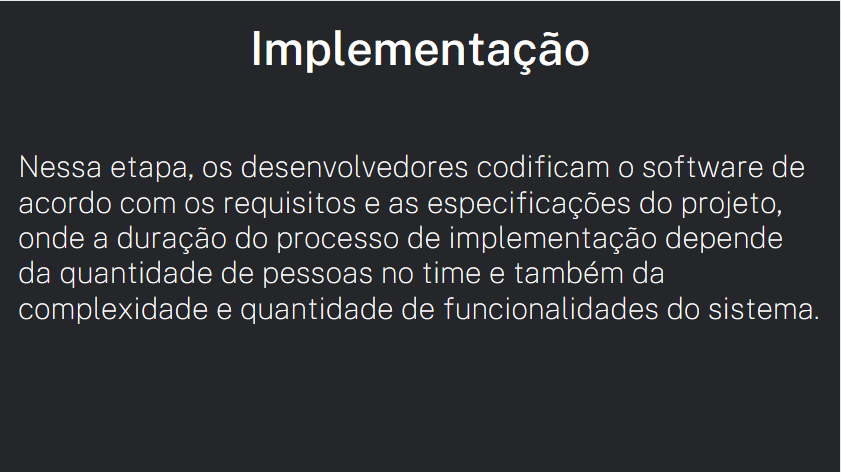 Implementação
Nessa etapa, os desenvolvedores codificam o software de
acordo com os requisitos e as especificações do projeto,
onde a duração do processo de implementação depende
da quantidade de pessoas no time e também da
complexidade e quantidade de funcionalidades do sistema.